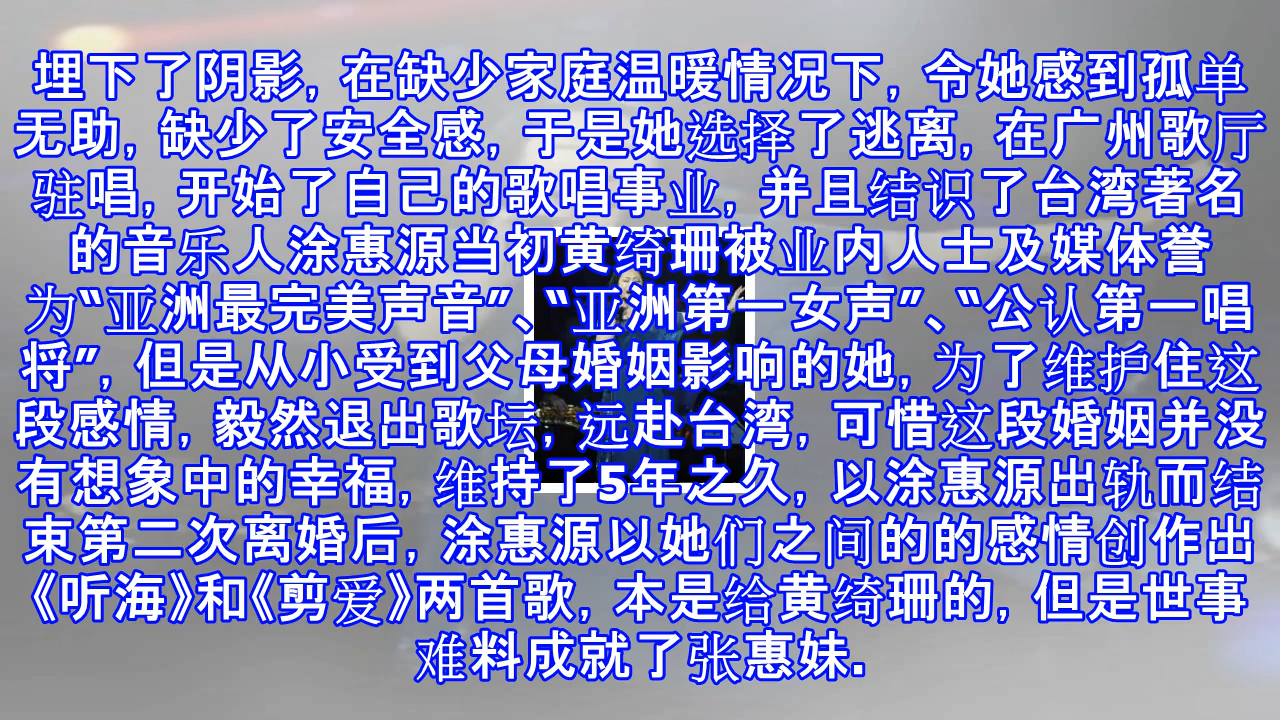 埋下了阴影, 在缺少家庭温暖情况下, 令她感到孤单
无助, 缺少了安全感, 于是她选择了逃离, 在广州歌厅
驻唱, 开始了自己的歌唱事业, 并且结识了台湾著名
的音乐人涂惠源当初黄绮珊被业内人士及媒体誉
为“亚洲最完美声音”、“亚洲第一女声”、“公认第一唱
将”, 但是从小受到父母婚姻影响的她, 为了维护住这
段感情, 毅然退出歌坛, 远赴台湾, 可惜这段婚姻并没
有想象中的幸福, 维持了5年之久, 以涂惠源出轨而结
束第二次离婚后, 涂惠源以她们之间的的感情创作出
《听海》和《剪爱》两首歌, 本是给黄绮珊的, 但是世事
难料成就了张惠妹.